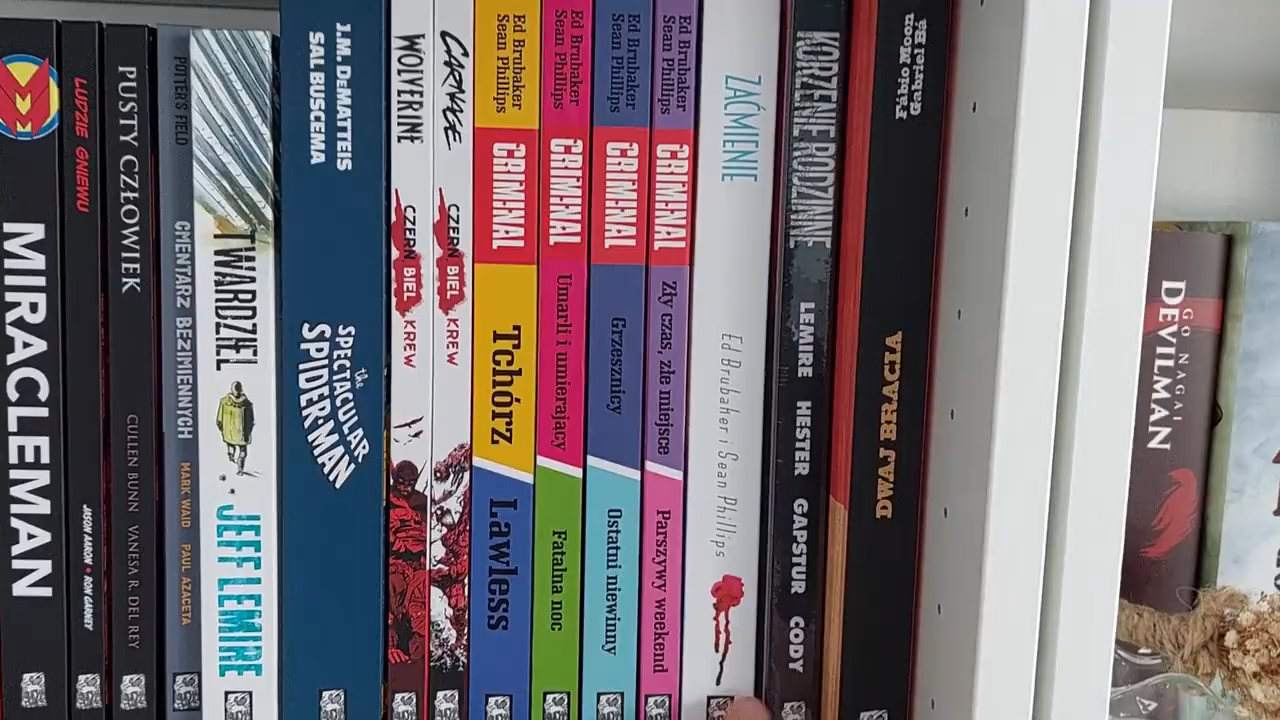 MIRACLEMAN
LUDZIE GNIEWU
JASON AARON • RON GARNEY
PUSTY CZŁOWIEK
CULLEN BUNN VANESA R. DEL REY
POTTER'S FIELD
CMENTARZ BEZIMIENNYCH
MARK WAID PAUL AZACETA
TWARDZIEL
JEFF LEMIRE
J.M. DeMATTEIS
SAL BUSCEMA
the
SPECTACULAR
SPIDER-MAN
WOLVERINE
CZERŃ BIEL KREW
CARNAGE
CZERŃ BIEL KREW
Ed Brubaker
Sean Phillips
CRIMINAL
Tchórz
Lawless
Ed Brubaker
Sean Phillips
CRIMINAL
Umarli i umierający
Fatalna noc
Ed Brubaker
Sean Phillips
CRIMINAL
Grzesznicy
Ostatni niewinny
Ed Brubaker
Sean Phillips
CRIMINAL
Zły czas, złe miejsce
Parszywy weekend
ZAĆMIENIE
Ed Brubaker i Sean Phillips
KORZENIE RODZINNE
LEMIRE HESTER GAPSTUR CODY
Fábio Moon
Gabriel Bá
DWAJ BRACIA
GO NAGAI
DEVILMAN